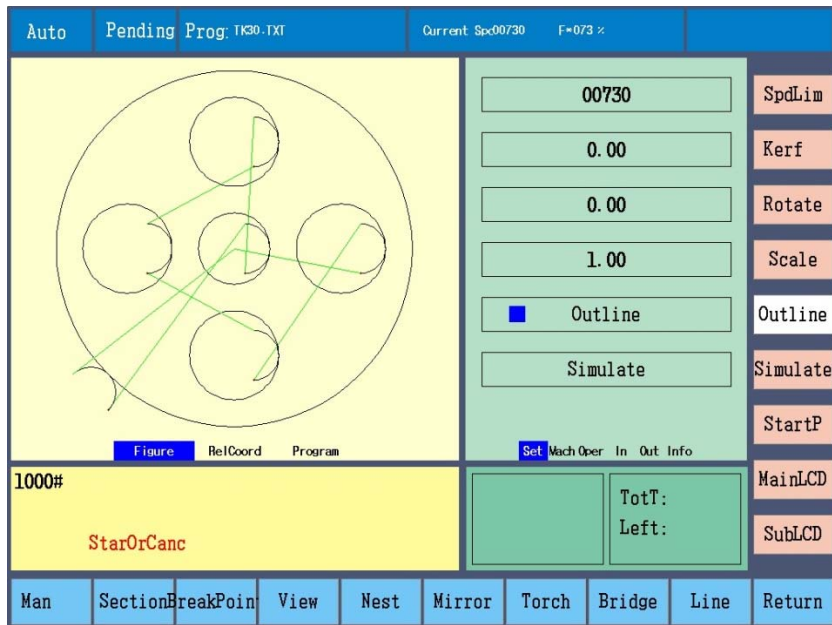 Auto Pending Prog: TK30.TXT Current Spc00730 F=073 %
00730 SpdLim
0.00 Kerf
0.00 Rotate
1.00 Scale
Outline Outline
Simulate Simulate
StartP
Figure RelCoord Program Set Mach Oper In Out Info
1000# TotT: MainLCD
Left:
StarOrCanc SubLCD
Man Section BreakPoin View Nest Mirror Torch Bridge Line Return